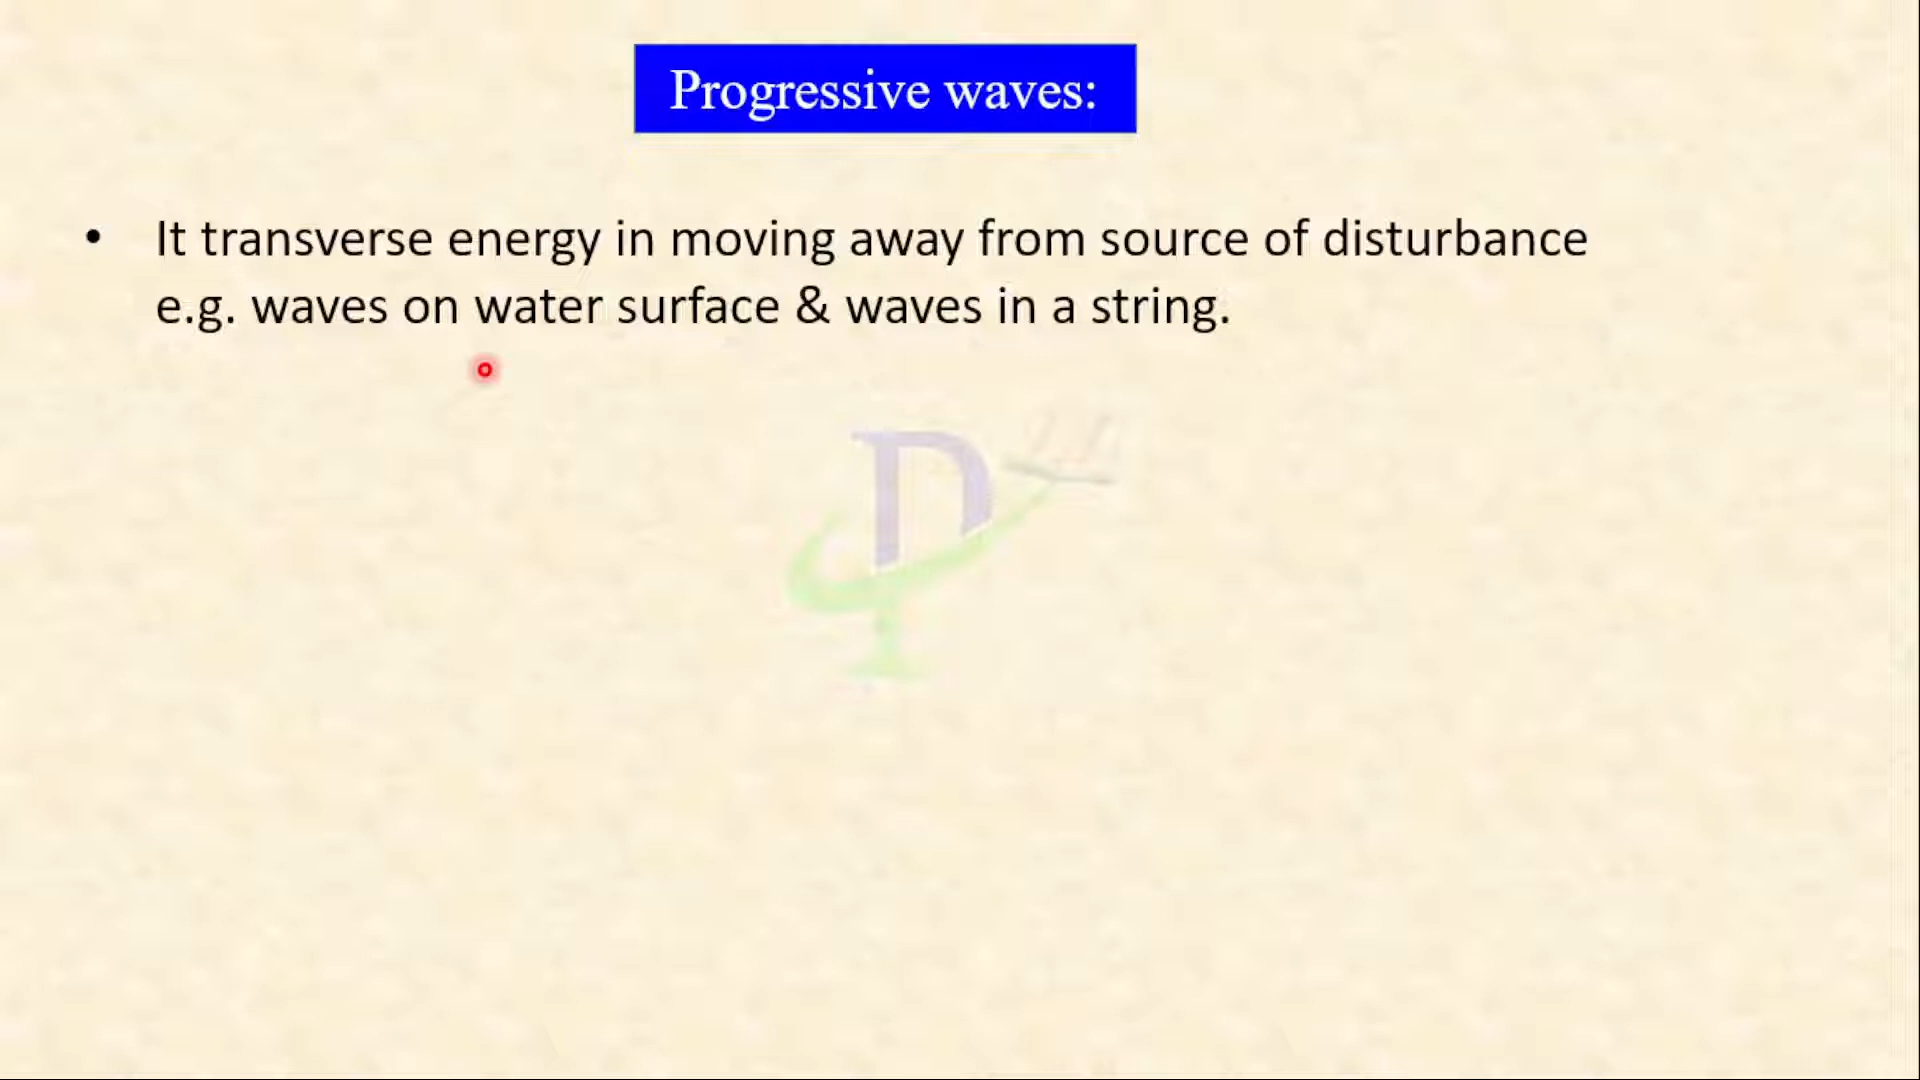 Progressive waves:
• It transverse energy in moving away from source of disturbance
e.g. waves on water surface & waves in a string.
D